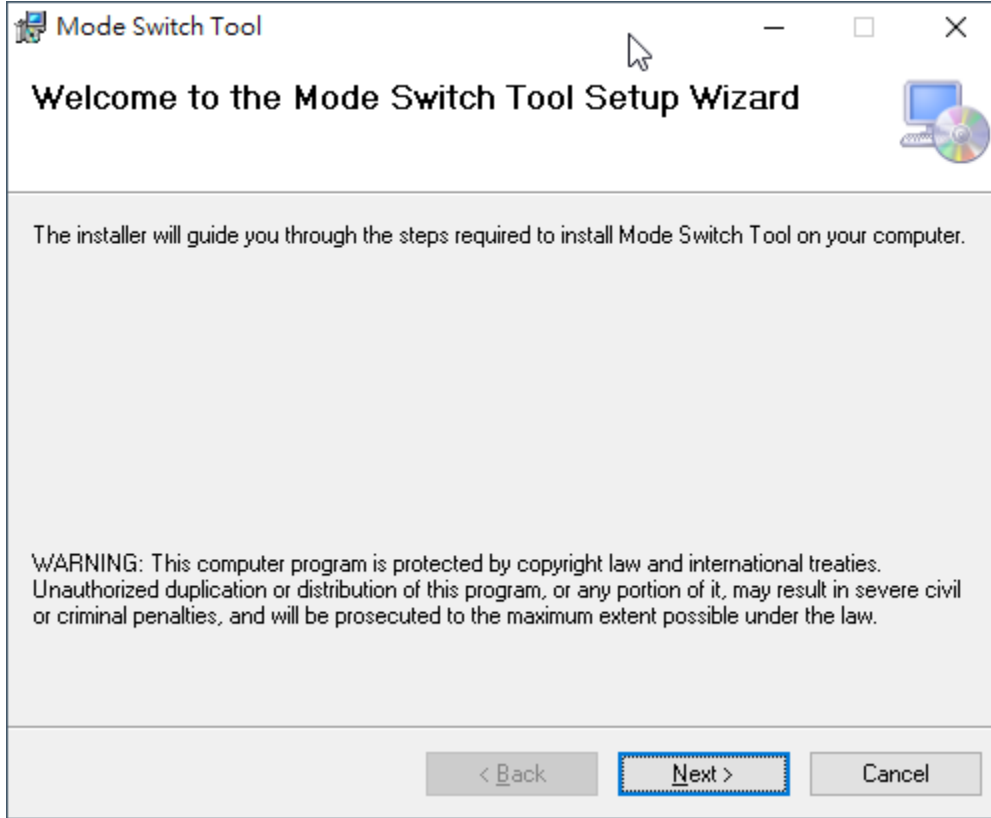 Mode Switch Tool
Welcome to the Mode Switch Tool Setup Wizard
The installer will guide you through the steps required to install Mode Switch Tool on your computer.
WARNING: This computer program is protected by copyright law and international treaties.
Unauthorized duplication or distribution of this program, or any portion of it, may result in severe civil
or criminal penalties, and will be prosecuted to the maximum extent possible under the law.
< Back
Next >
Cancel